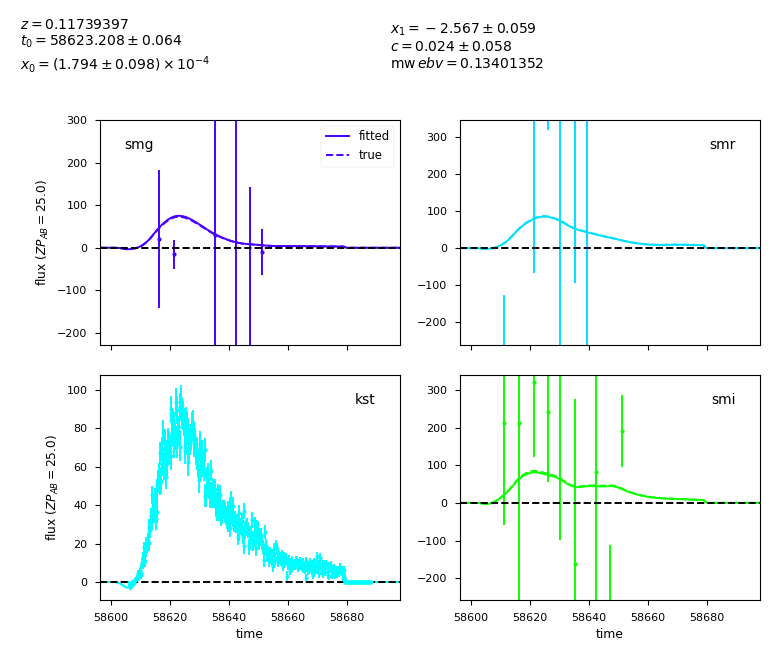 z = 0.11739397
t₀ = 58623.208 ± 0.064
x₀ = (1.794 ± 0.098) × 10⁻⁴
x₁ = −2.567 ± 0.059
c = 0.024 ± 0.058
mw ebv = 0.13401352
smg
fitted
true
300
200
100
0
−100
−200
flux (ZP_AB = 25.0)
smr
300
200
100
0
−100
−200
kst
100
80
60
40
20
0
flux (ZP_AB = 25.0)
58600 58620 58640 58660 58680
time
smi
300
200
100
0
−100
−200
58600 58620 58640 58660 58680
time